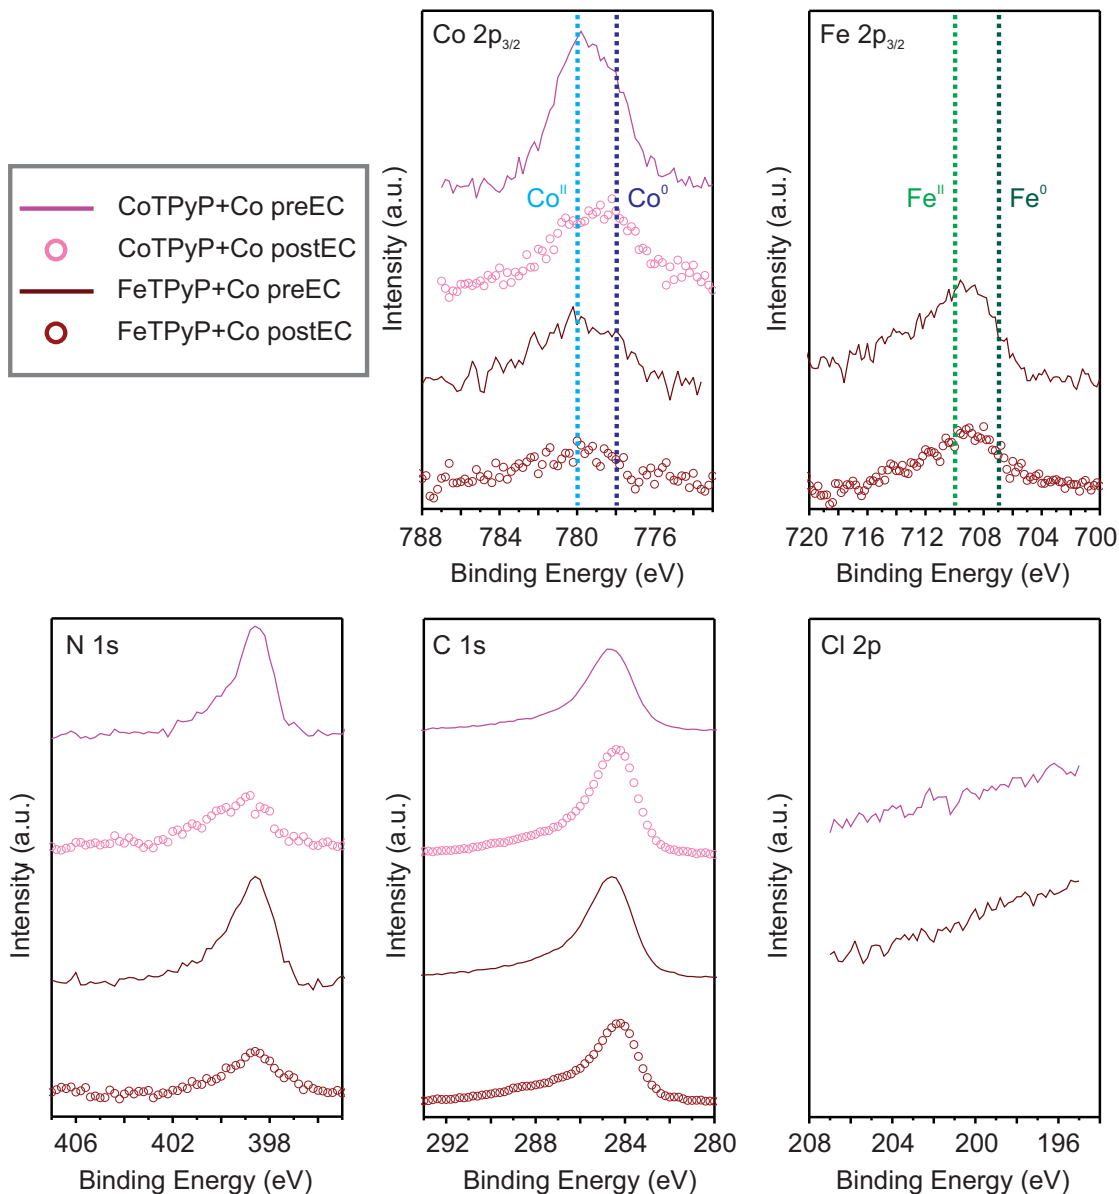 CoTPyP+Co preEC
CoTPyP+Co postEC
FeTPyP+Co preEC
FeTPyP+Co postEC
Co 2p3/2
Co^II
Co^0
Intensity (a.u.)
788 784 780 776
Binding Energy (eV)
Fe 2p3/2
Fe^II
Fe^0
Intensity (a.u.)
720 716 712 708 704 700
Binding Energy (eV)
N 1s
Intensity (a.u.)
406 402 398
Binding Energy (eV)
C 1s
Intensity (a.u.)
292 288 284 280
Binding Energy (eV)
Cl 2p
Intensity (a.u.)
208 204 200 196
Binding Energy (eV)